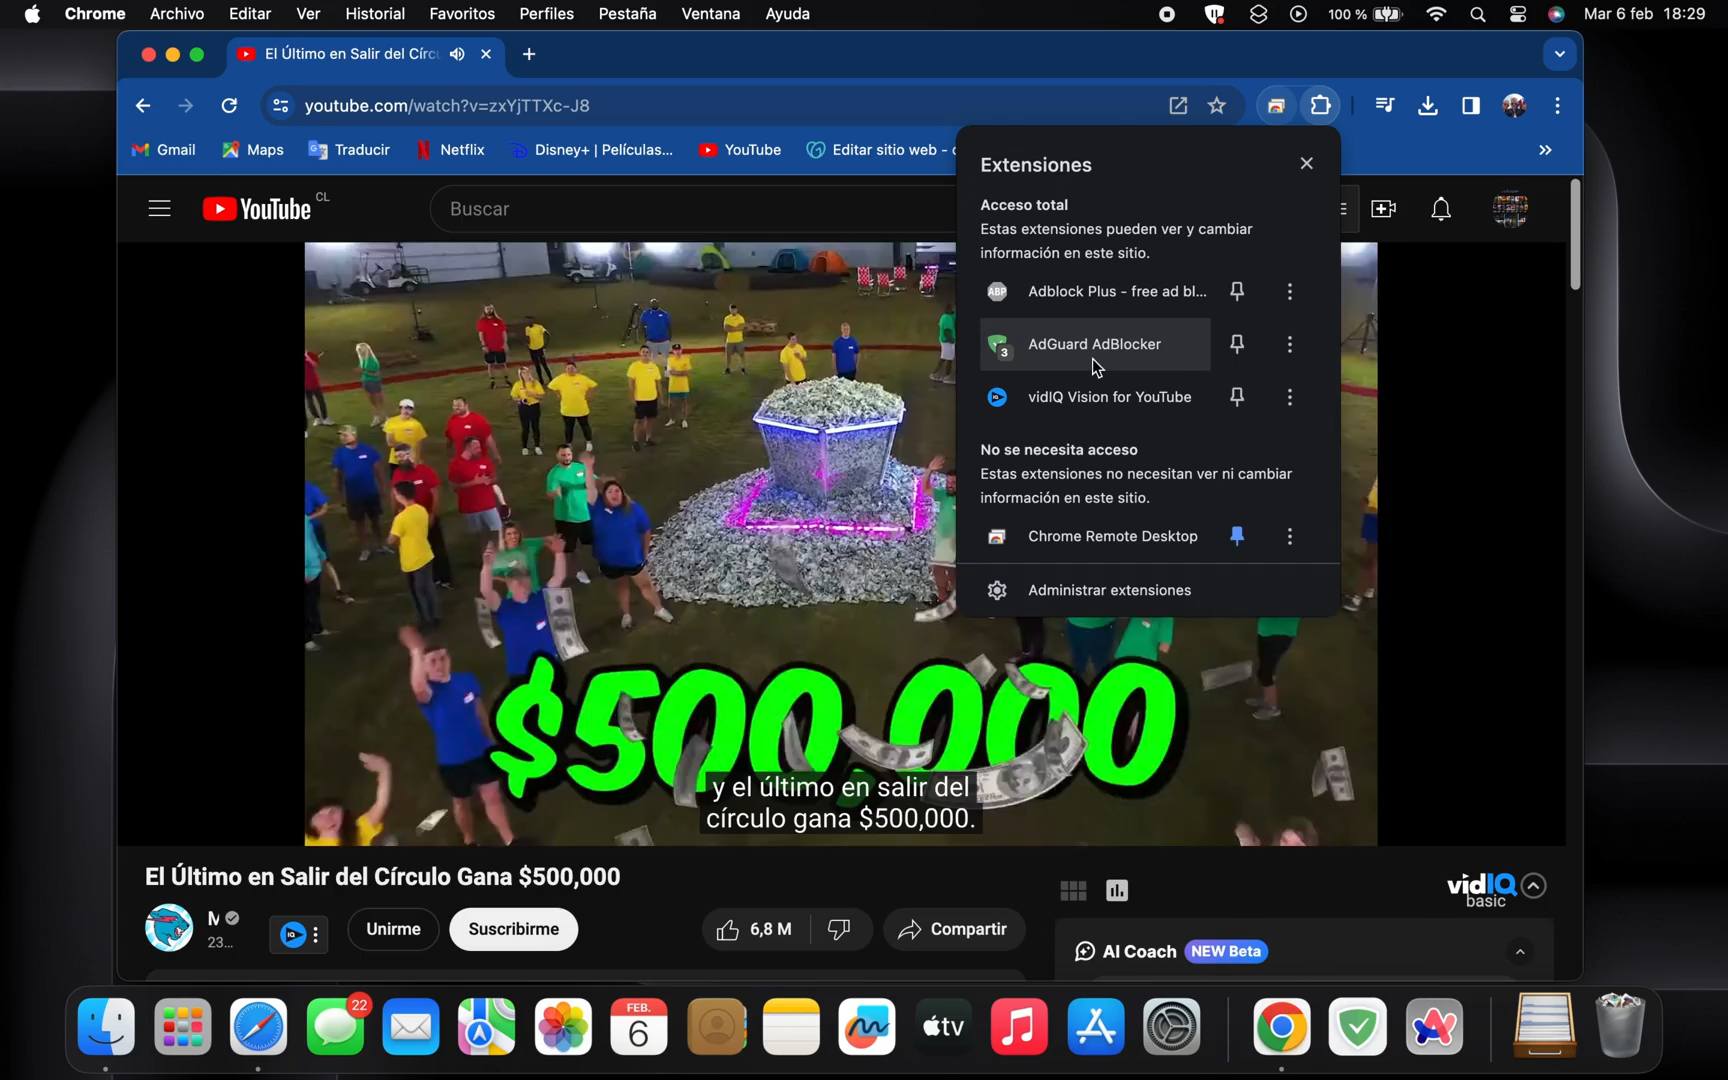 Chrome Archivo Editar Ver Historial Favoritos Perfiles Pestaña Ventana Ayuda 100 % Mar 6 feb 18:29
El Último en Salir del Círc
youtube.com/watch?v=zxYjTTXc-J8
Gmail Maps Traducir Netflix Disney+ | Películas... YouTube Editar sitio web -
Extensiones
Acceso total
Estas extensiones pueden ver y cambiar
información en este sitio.
ABP Adblock Plus - free ad bl...
3 AdGuard AdBlocker
IQ vidIQ Vision for YouTube
No se necesita acceso
Estas extensiones no necesitan ver ni cambiar
información en este sitio.
Chrome Remote Desktop
Administrar extensiones
YouTube CL
Buscar
$500,000
y el último en salir del
círculo gana $500,000.
El Último en Salir del Círculo Gana $500,000
vidIQ
basic
M
23...
IQ
Unirme
Suscribirme
6,8 M
Compartir
AI Coach NEW Beta
22
FEB.
6
tv